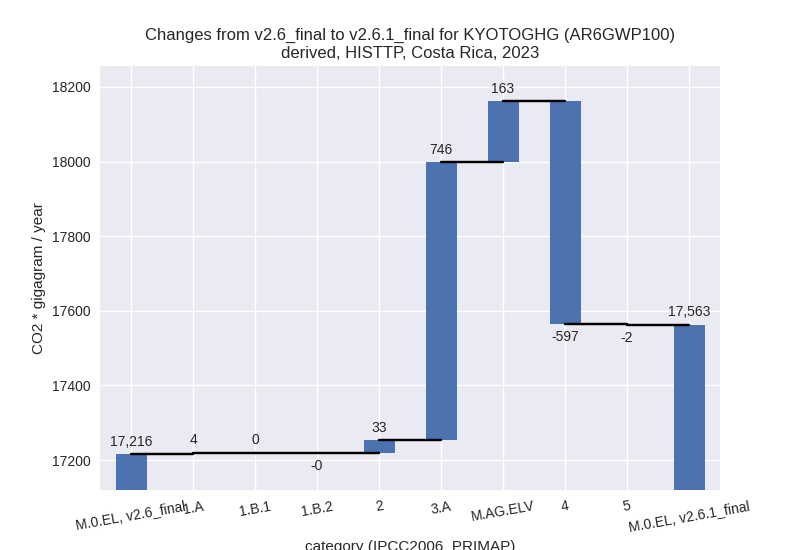 Changes from v2.6_final to v2.6.1_final for KYOTOGHG (AR6GWP100)
derived, HISTTP, Costa Rica, 2023
CO2 * gigagram / year
18200
18000
17800
17600
17400
17200
17,216
4
0
-0
33
746
163
-597
-2
17,563
M.0.EL, v2.6_final
1.A
1.B.1
1.B.2
2
3.A
M.AG.ELV
4
5
M.0.EL, v2.6.1_final
category (IPCC2006_PRIMAP)